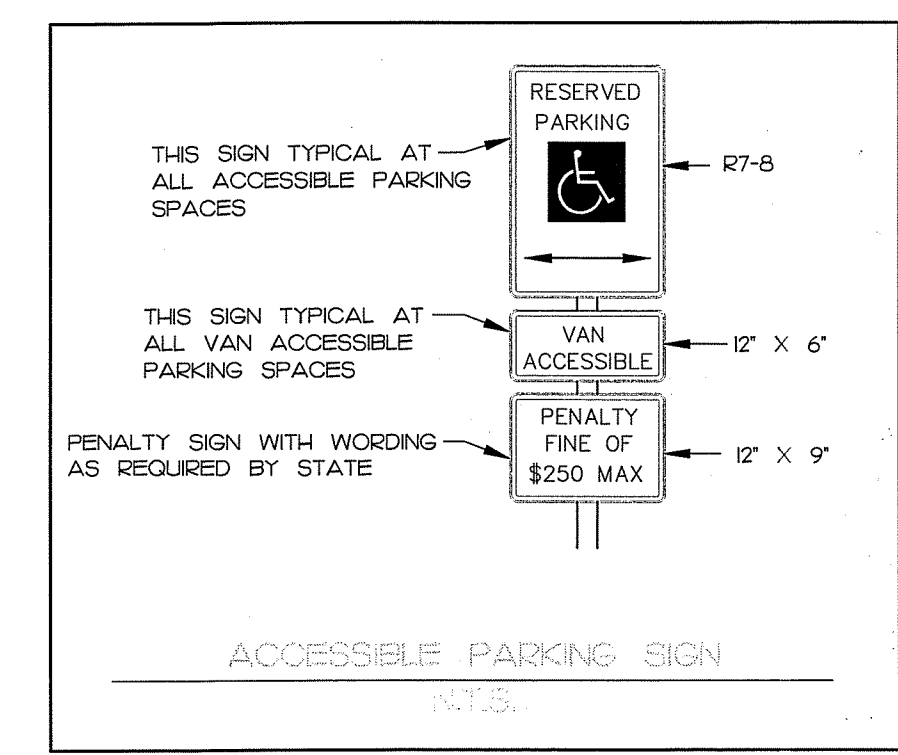 RESERVED
PARKING
THIS SIGN TYPICAL AT
ALL ACCESSIBLE PARKING
SPACES
R7-8
THIS SIGN TYPICAL AT
ALL VAN ACCESSIBLE
PARKING SPACES
VAN
ACCESSIBLE
12" X 6"
PENALTY SIGN WITH WORDING
AS REQUIRED BY STATE
PENALTY
FINE OF
$250 MAX
12" X 9"
ACCESSIBLE PARKING SIGN
N.T.S.